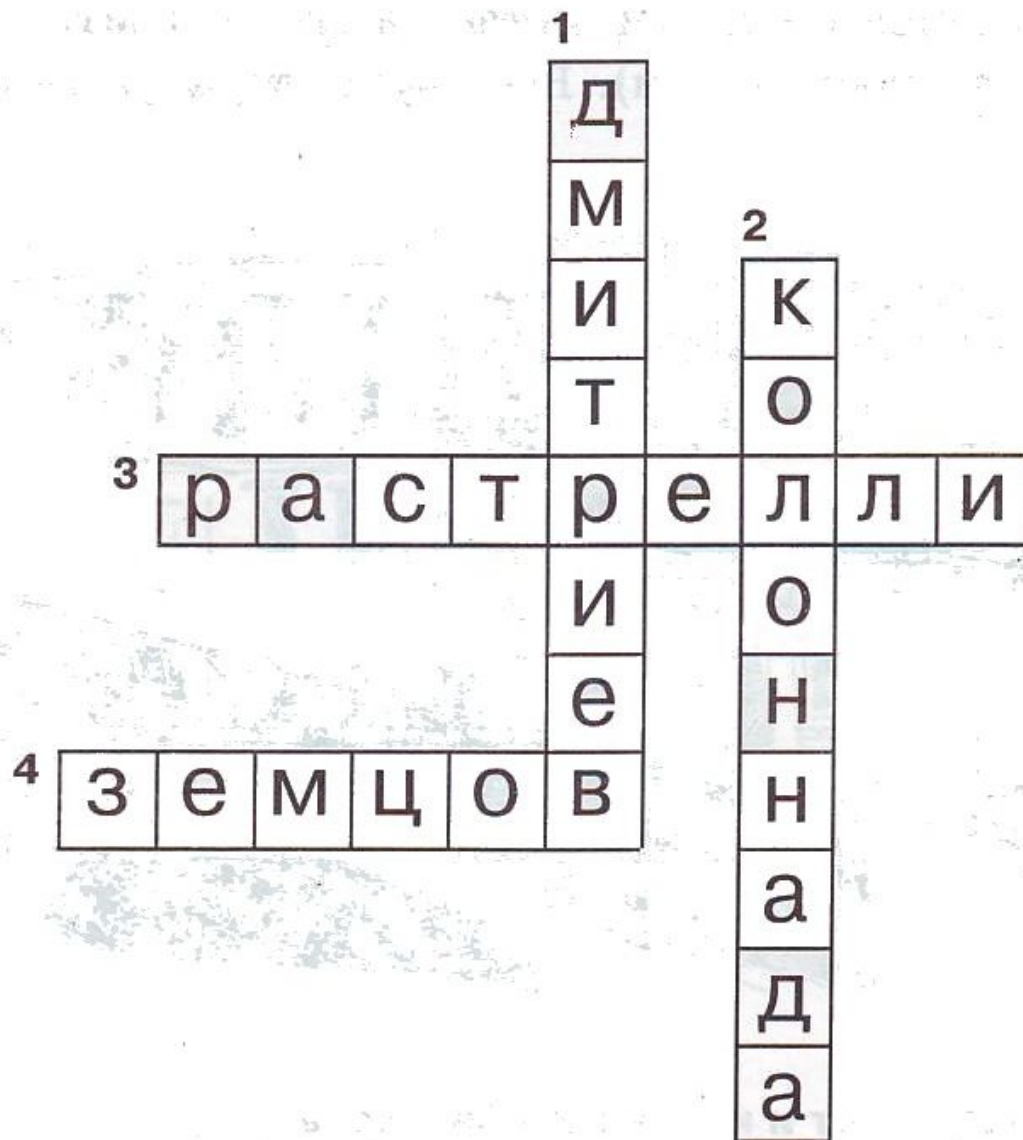 1
д
м
2
и к
т о
3 растрелли
и о
е н
4 земцов н
а
д
а